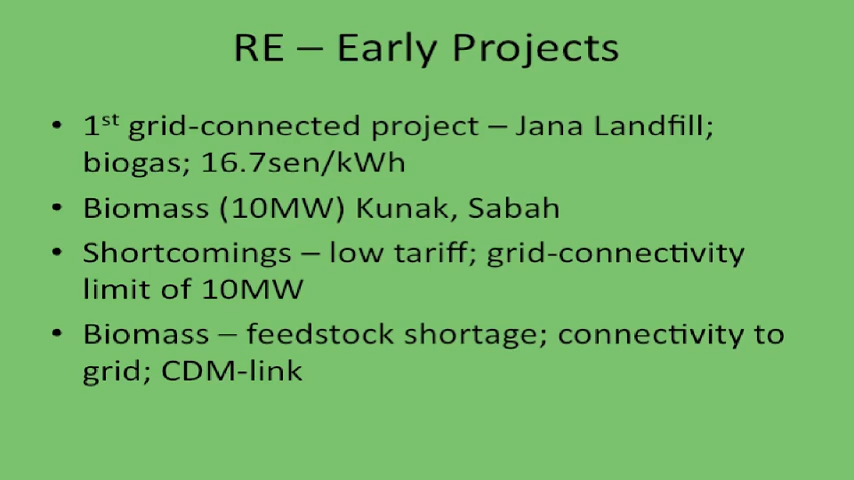 RE – Early Projects
• 1st grid-connected project – Jana Landfill;
biogas; 16.7sen/kWh
• Biomass (10MW) Kunak, Sabah
• Shortcomings – low tariff; grid-connectivity
limit of 10MW
• Biomass – feedstock shortage; connectivity to
grid; CDM-link